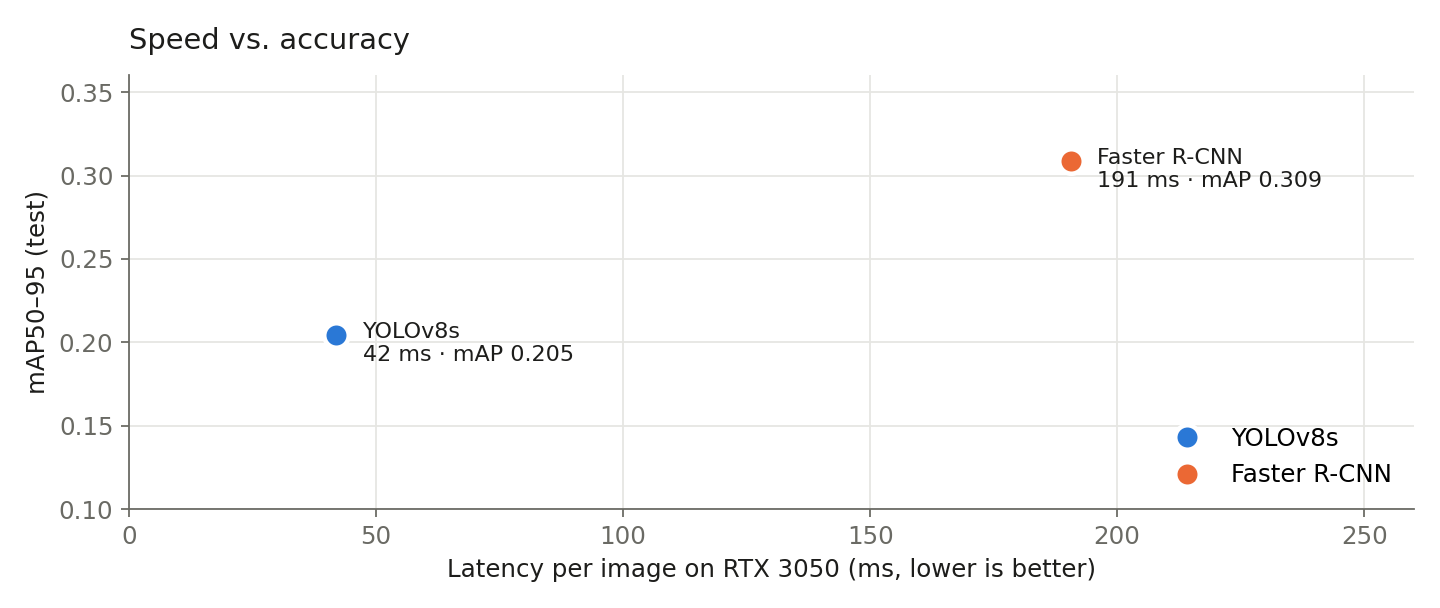 Speed vs. accuracy
mAP50–95 (test)
0.35
0.30
0.25
0.20
0.15
0.10
Faster R-CNN
191 ms · mAP 0.309
YOLOv8s
42 ms · mAP 0.205
YOLOv8s
Faster R-CNN
0
50
100
150
200
250
Latency per image on RTX 3050 (ms, lower is better)